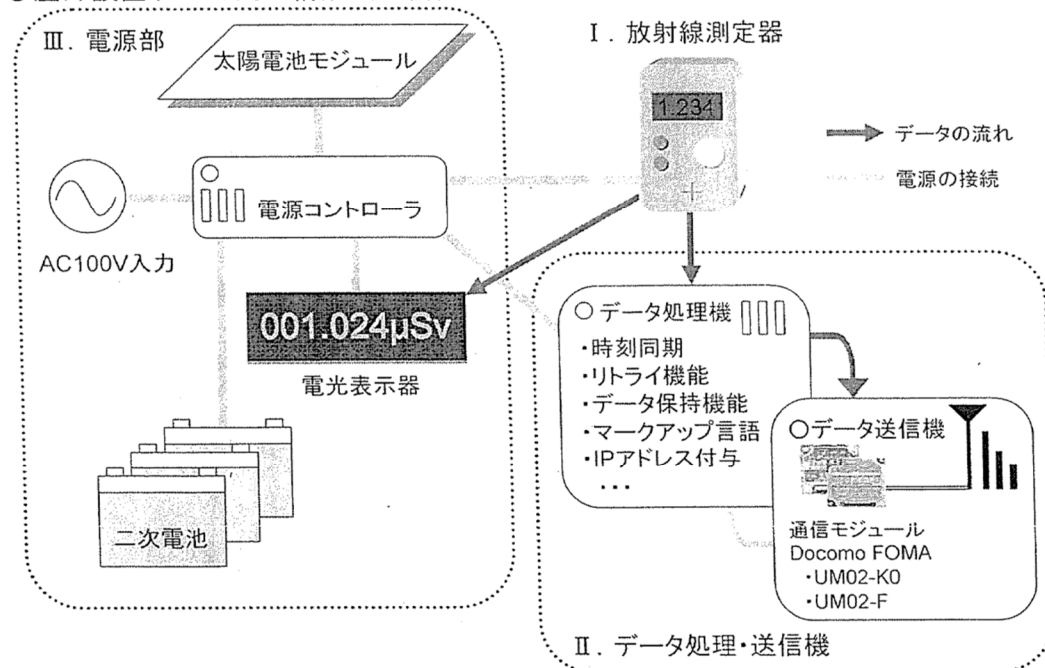 Ⅲ. 電源部
太陽電池モジュール
電源コントローラ
AC100V入力
001.024μSv
電光表示器
二次電池
Ⅰ. 放射線測定器
1.234
データの流れ
電源の接続
○データ処理機
・時刻同期
・リトライ機能
・データ保持機能
・マークアップ言語
・IPアドレス付与
・・・
○データ送信機
通信モジュール
Docomo FOMA
・UM02-K0
・UM02-F
Ⅱ. データ処理・送信機